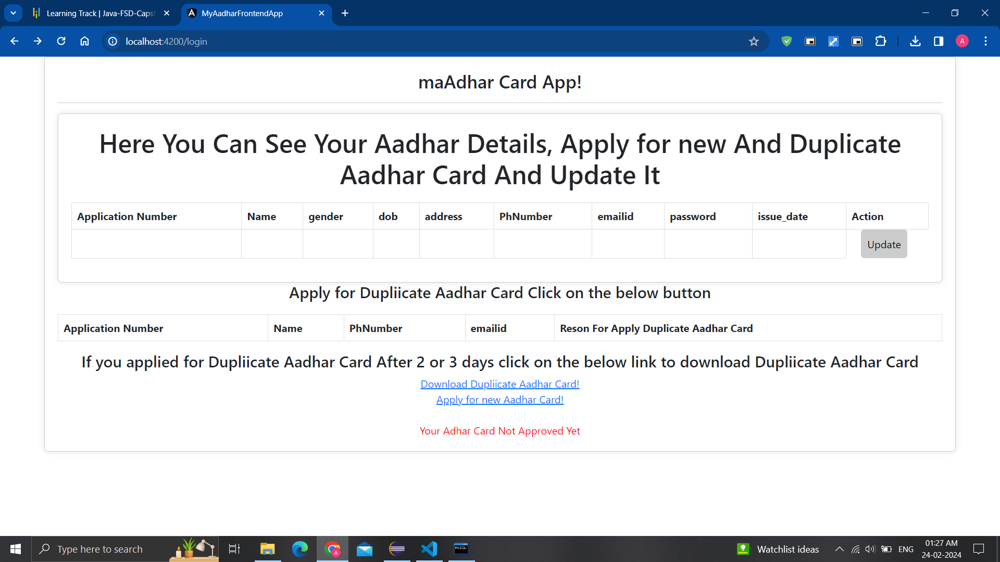 Learning Track | Java-FSD-Capst
MyAadharFrontendApp
localhost:4200/login
A
maAdhar Card App!
Here You Can See Your Aadhar Details, Apply for new And Duplicate
Aadhar Card And Update It
Application Number Name gender dob address PhNumber emailid password issue_date Action
Update
Apply for Dupliicate Aadhar Card Click on the below button
Application Number Name PhNumber emailid Reson For Apply Duplicate Aadhar Card
If you applied for Dupliicate Aadhar Card After 2 or 3 days click on the below link to download Dupliicate Aadhar Card
Download Dupliicate Aadhar Card!
Apply for new Aadhar Card!
Your Adhar Card Not Approved Yet
Type here to search
A
Watchlist ideas
ENG
01:27 AM
24-02-2024